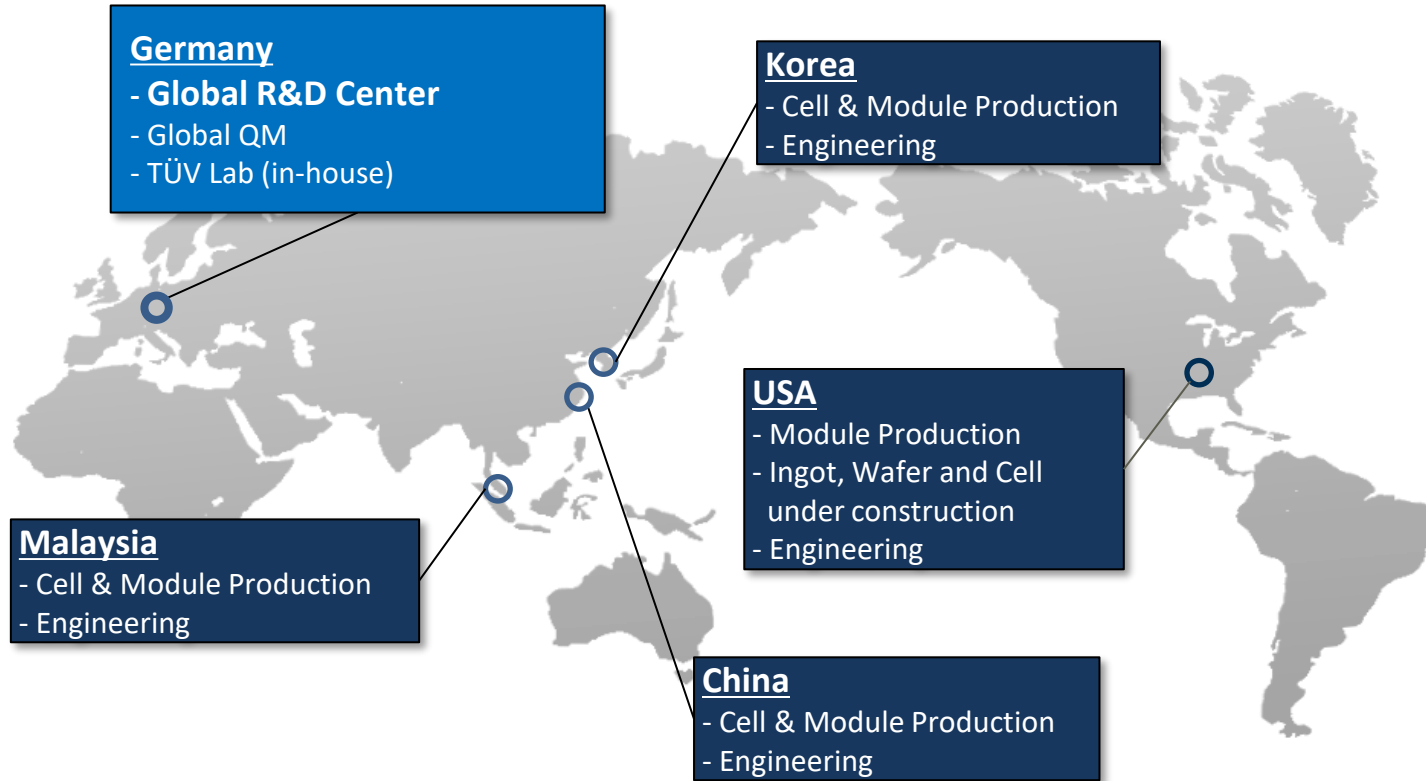 Germany
- Global R&D Center
- Global QM
- TÜV Lab (in-house)
Korea
- Cell & Module Production
- Engineering
USA
- Module Production
- Ingot, Wafer and Cell
under construction
- Engineering
Malaysia
- Cell & Module Production
- Engineering
China
- Cell & Module Production
- Engineering